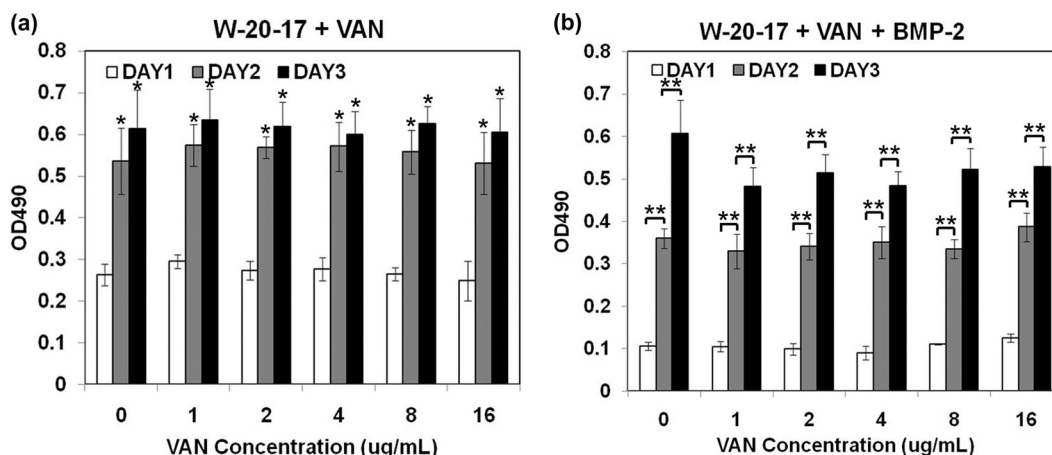 (a)
W-20-17 + VAN
0.8
0.7
0.6
0.5
0.4
0.3
0.2
0.1
0
OD490
DAY1 DAY2 DAY3
* * * * * *
* * * * * *
0 1 2 4 8 16
VAN Concentration (ug/mL)
(b)
W-20-17 + VAN + BMP-2
0.8
0.7
0.6
0.5
0.4
0.3
0.2
0.1
0
OD490
DAY1 DAY2 DAY3
** ** ** ** ** **
** ** ** ** ** **
0 1 2 4 8 16
VAN Concentration (ug/mL)